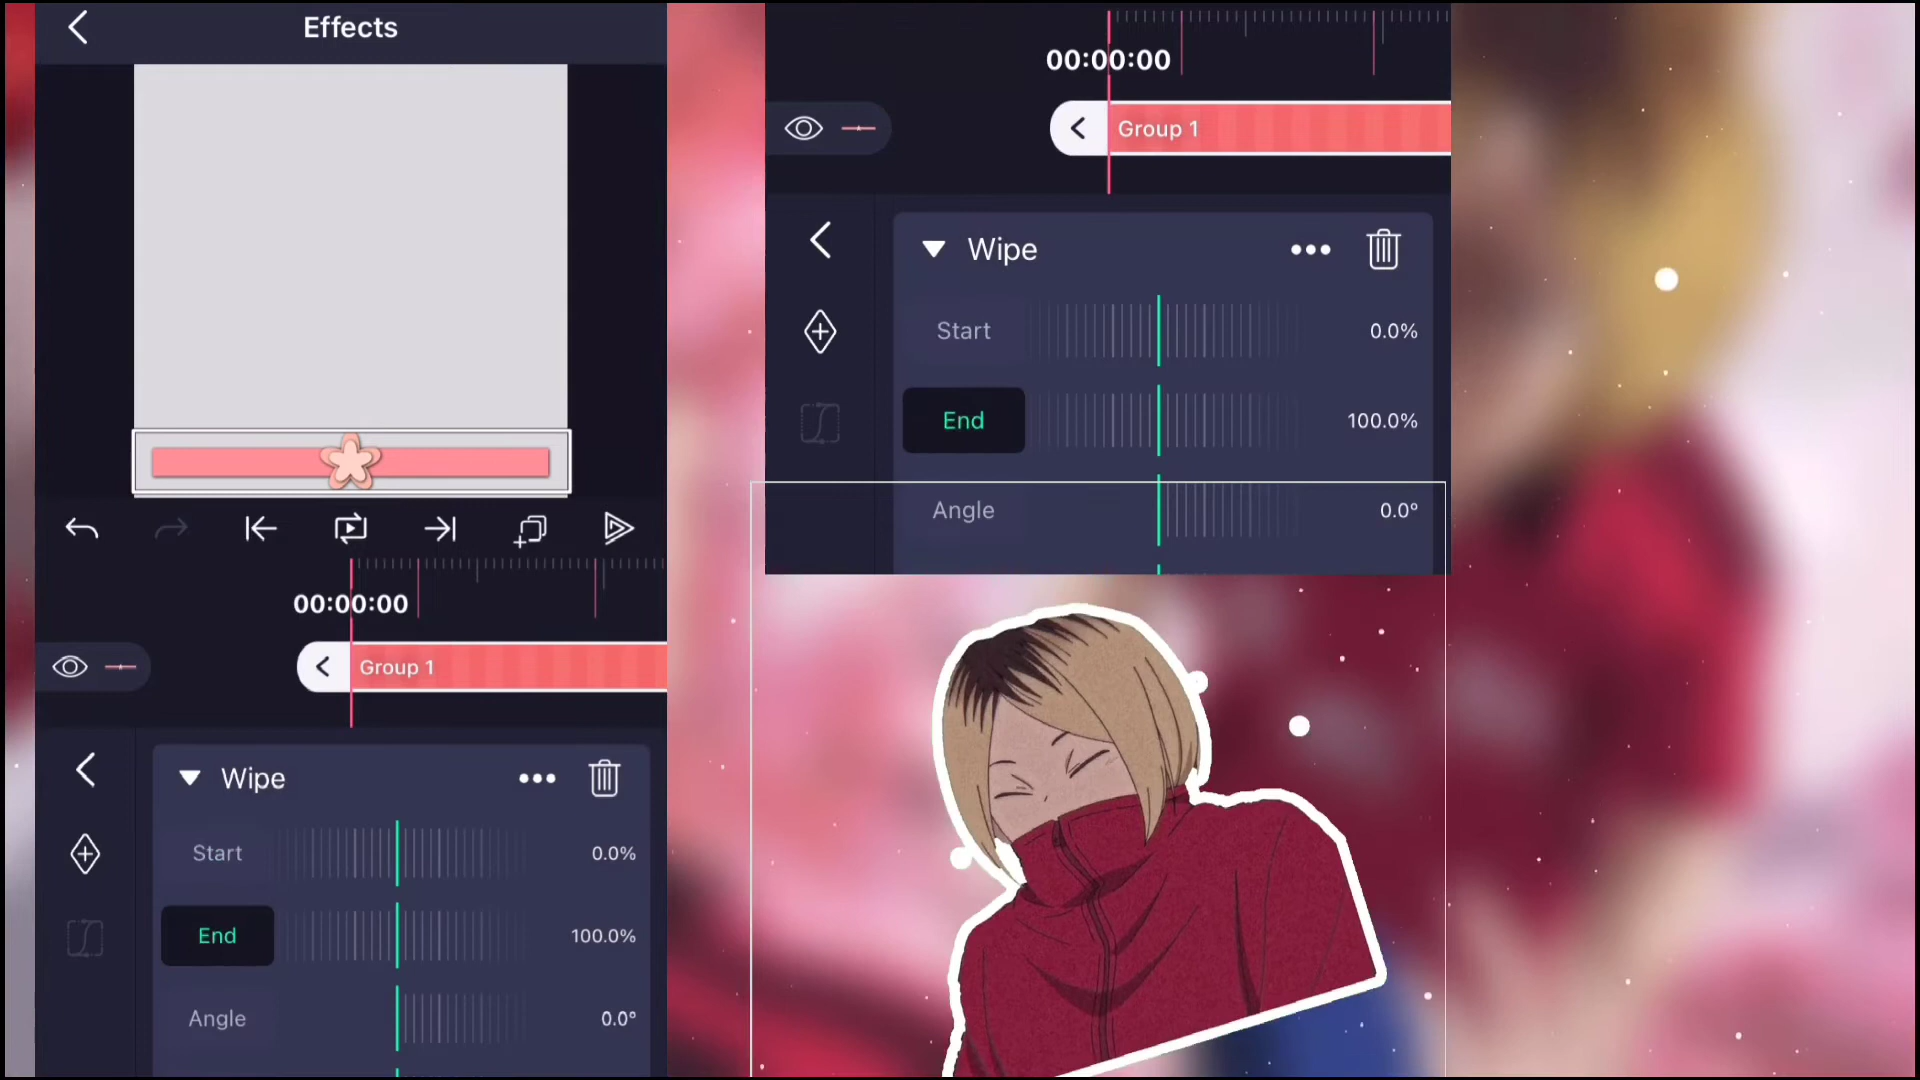 Effects
00:00:00
Group 1
Wipe
Start
0.0%
End
100.0%
Angle
0.0°
00:00:00
Group 1
Wipe
Start
0.0%
End
100.0%
Angle
0.0°